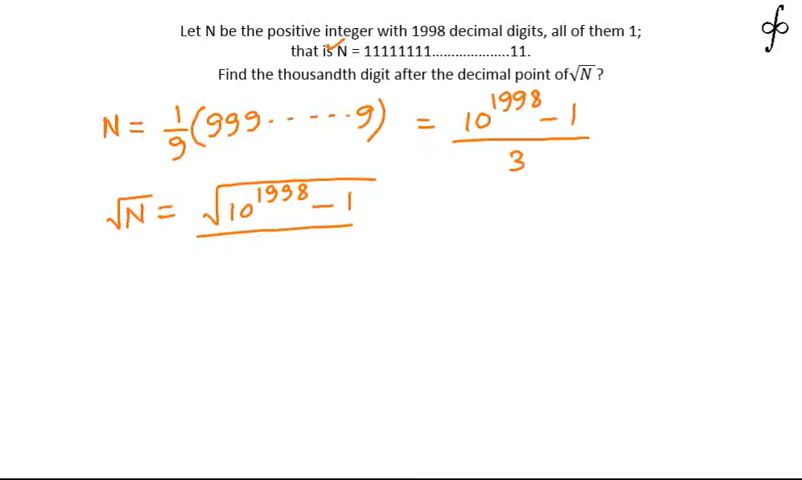 Let N be the positive integer with 1998 decimal digits, all of them 1;
that is N = 11111111....................11.
Find the thousandth digit after the decimal point of √N ?
N = 1/9 (999- - - - - 9) = (10^1998 - 1)/3
√N = √(10^1998 - 1)